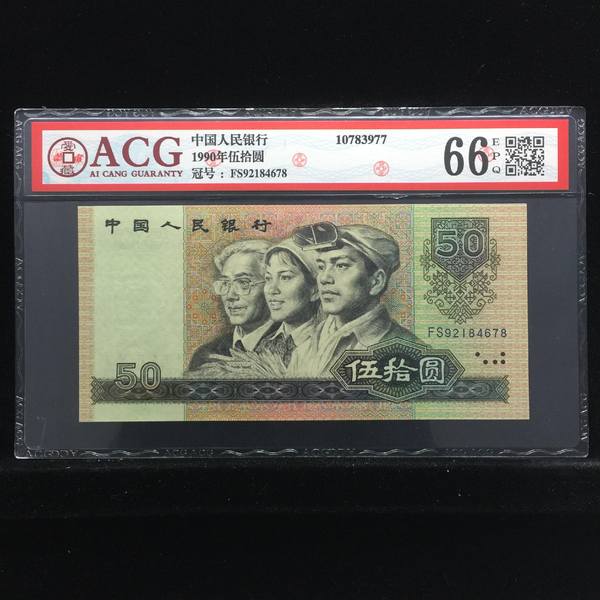 ACG
AI CANG GUARANTY
中国人民银行
1990年伍拾圆
冠号：FS92184678
10783977
66
EPQ
中国人民银行
50
FS92184678
50
伍拾圆